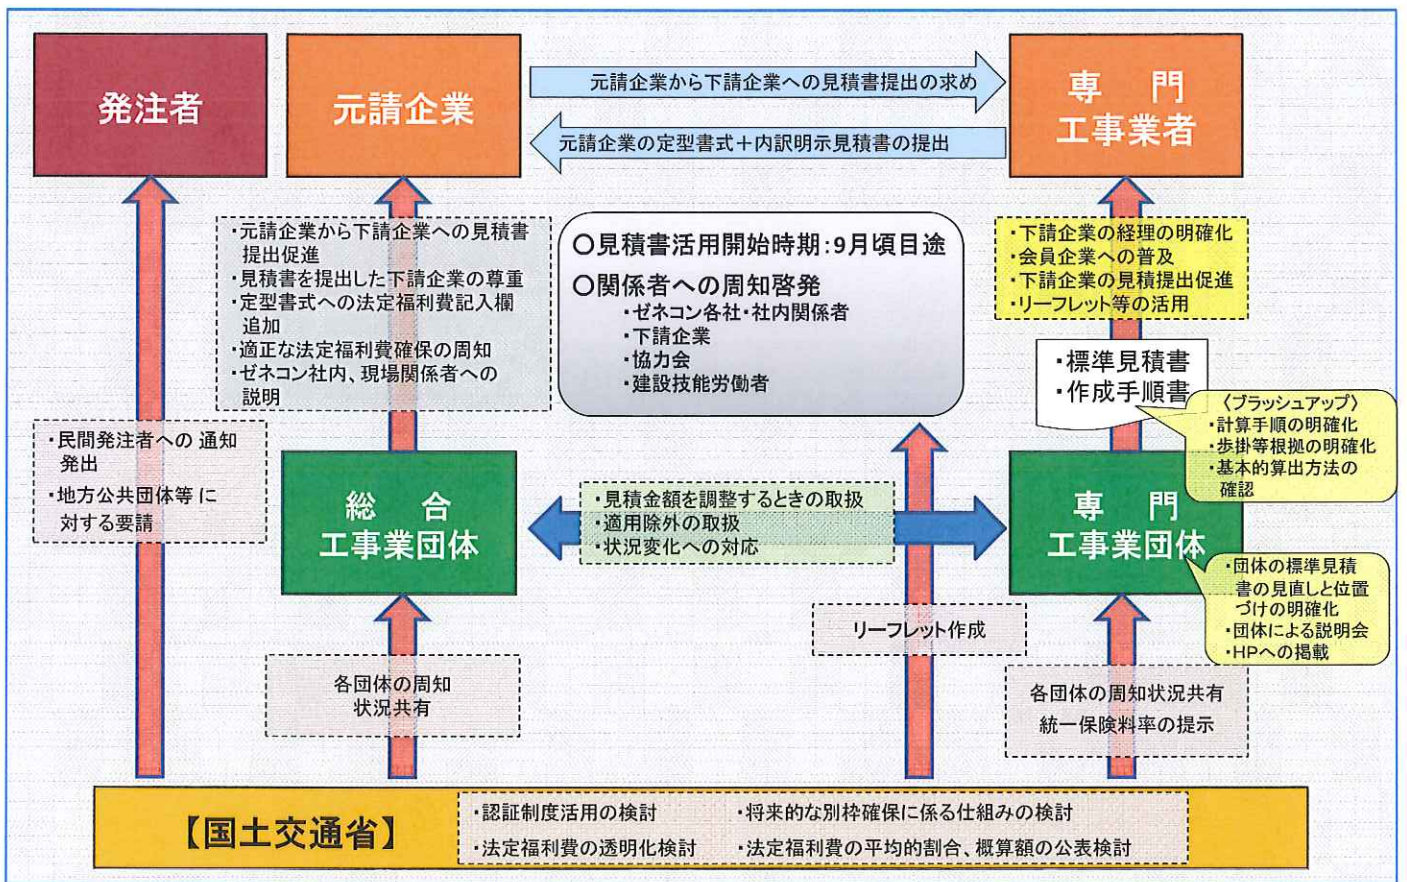 発注者
元請企業
元請企業から下請企業への見積書提出の求め
元請企業の定型書式＋内訳明示見積書の提出
専　門
工事業者
・元請企業から下請企業への見積書
提出促進
・見積書を提出した下請企業の尊重
・定型書式への法定福利費記入欄
追加
・適正な法定福利費確保の周知
・ゼネコン社内、現場関係者への
説明
○見積書活用開始時期：9月頃目途
○関係者への周知啓発
・ゼネコン各社・社内関係者
・下請企業
・協力会
・建設技能労働者
・下請企業の経理の明確化
・会員企業への普及
・下請企業の見積提出促進
・リーフレット等の活用
・標準見積書
・作成手順書
〈ブラッシュアップ〉
・計算手順の明確化
・歩掛等根拠の明確化
・基本的算出方法の
確認
・民間発注者への 通知
発出
・地方公共団体等 に
対する要請
総　合
工事業団体
・見積金額を調整するときの取扱
・適用除外の取扱
・状況変化への対応
専　門
工事業団体
・団体の標準見積
書の見直しと位置
づけの明確化
・団体による説明会
・HPへの掲載
リーフレット作成
各団体の周知
状況共有
各団体の周知状況共有
統一保険料率の提示
【国土交通省】
・認証制度活用の検討
・将来的な別枠確保に係る仕組みの検討
・法定福利費の透明化検討
・法定福利費の平均的割合、概算額の公表検討